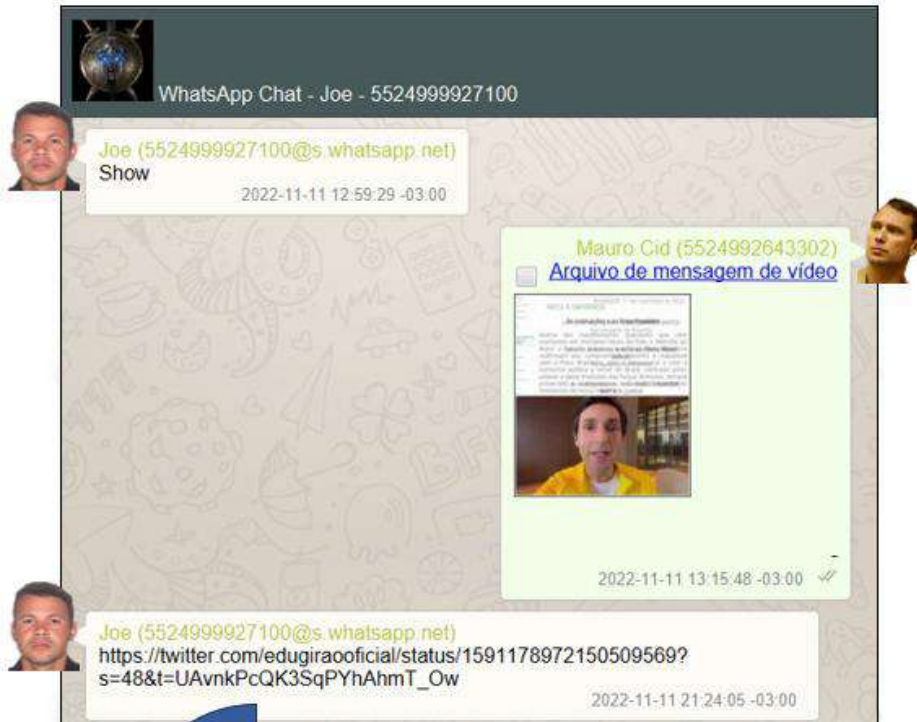 WhatsApp Chat - Joe - 5524999927100
Joe (5524999927100@s.whatsapp.net)
Show
2022-11-11 12:59:29 -03:00
Mauro Cid (5524992643302)
Arquivo de mensagem de vídeo
-
2022-11-11 13:15:48 -03:00
Joe (5524999927100@s.whatsapp.net)
https://twitter.com/edugiraooficial/status/1591178972150509569?
s=48&t=UAvnkPcQK3SqPYhAhmT_Ow
2022-11-11 21:24:05 -03:00